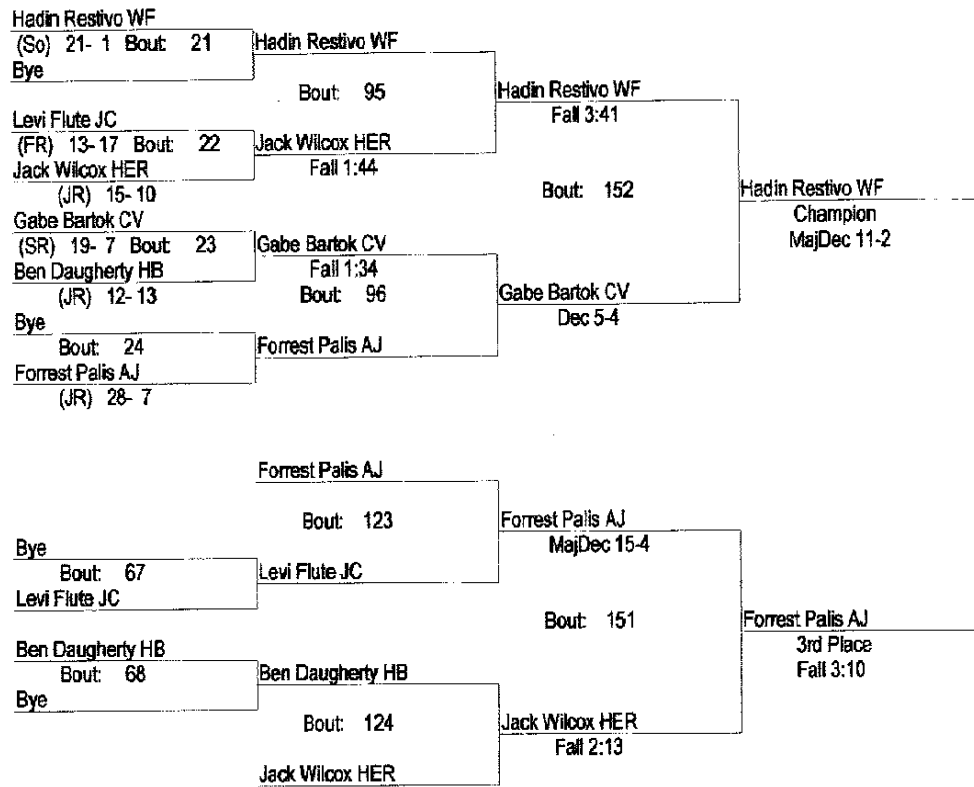 Hadin Restivo WF
(So) 21- 1 Bout: 21
Bye
Hadin Restivo WF
Bout: 95
Levi Flute JC
(FR) 13-17 Bout: 22
Jack Wilcox HER
(JR) 15- 10
Jack Wilcox HER
Fall 1:44
Hadin Restivo WF
Fall 3:41
Gabe Bartok CV
(SR) 19- 7 Bout: 23
Ben Daugherty HB
(JR) 12- 13
Gabe Bartok CV
Fall 1:34
Bout: 96
Bye
Bout: 24
Forrest Palis AJ
(JR) 28- 7
Forrest Palis AJ
Gabe Bartok CV
Dec 5-4
Bout: 152
Hadin Restivo WF
Champion
MajDec 11-2
Forrest Palis AJ
Bout: 123
Bye
Bout: 67
Levi Flute JC
Levi Flute JC
Forrest Palis AJ
MajDec 15-4
Ben Daugherty HB
Bout: 68
Bye
Ben Daugherty HB
Bout: 124
Jack Wilcox HER
Jack Wilcox HER
Fall 2:13
Bout: 151
Forrest Palis AJ
3rd Place
Fall 3:10